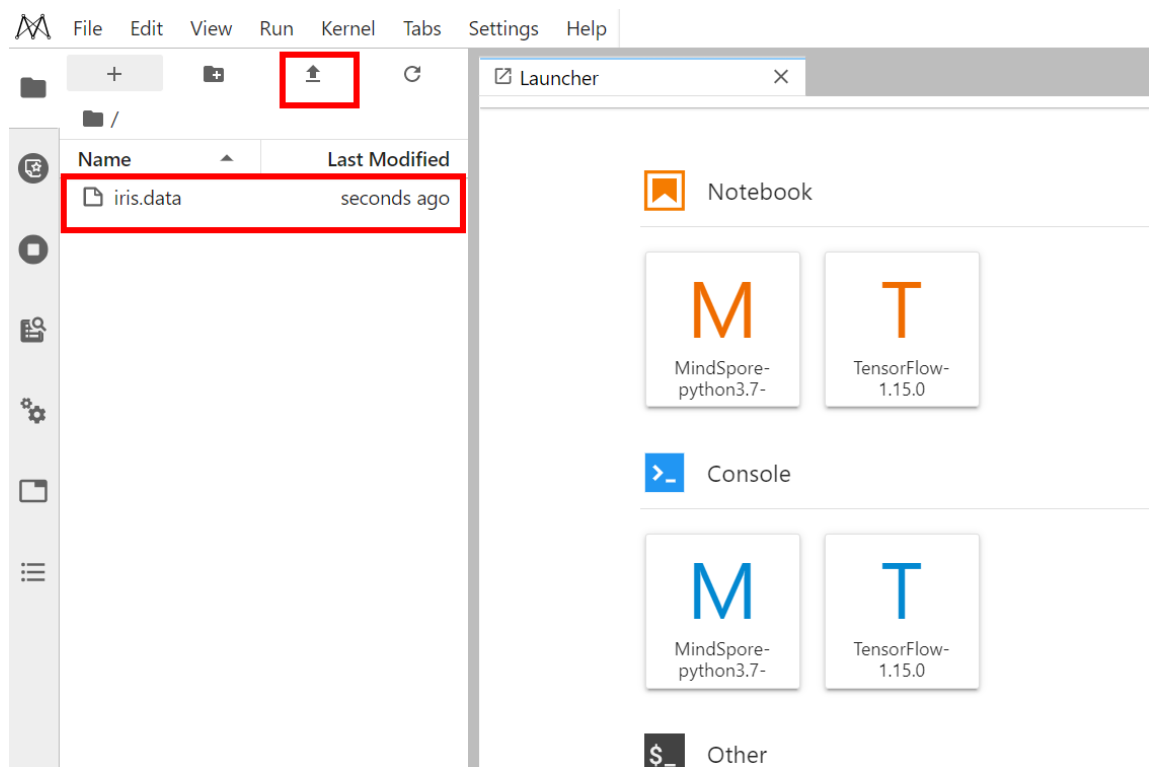 File Edit View Run Kernel Tabs Settings Help
+
Launcher
/
Name Last Modified
iris.data seconds ago
Notebook
M T
MindSpore- TensorFlow-
python3.7- 1.15.0
>_ Console
M T
MindSpore- TensorFlow-
python3.7- 1.15.0
$_ Other